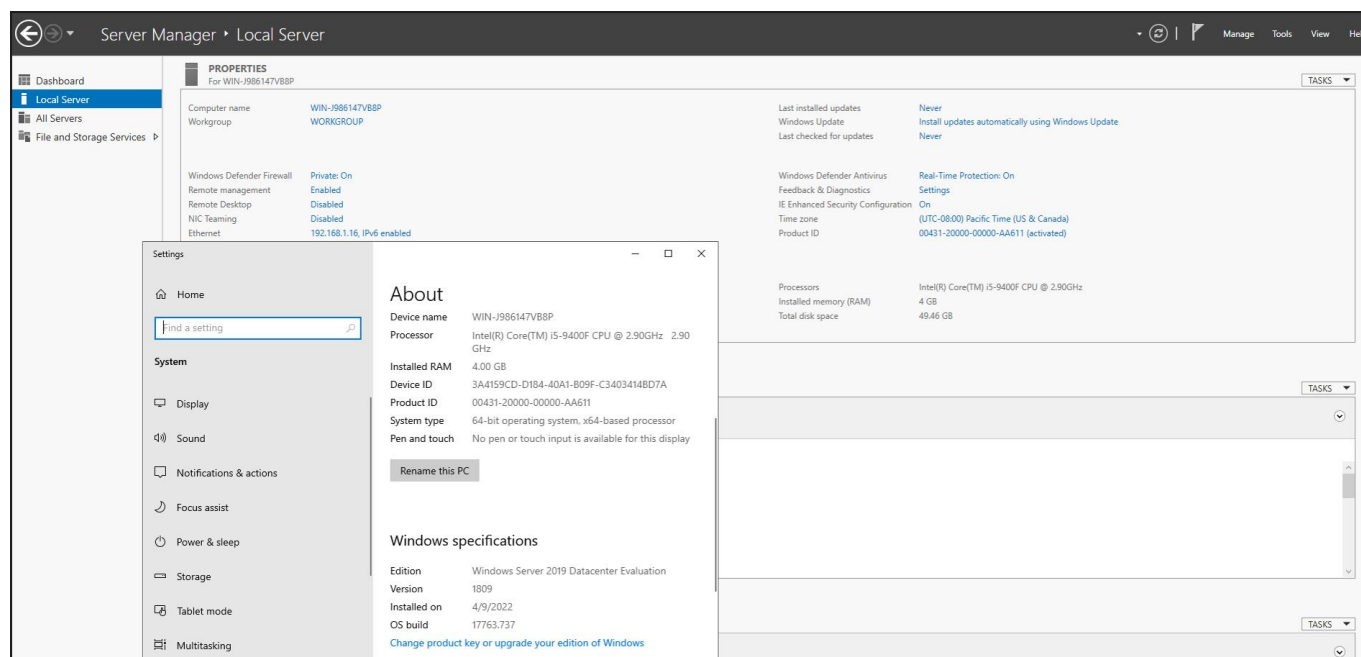 Server Manager ‣ Local Server
Manage Tools View Hel
Dashboard
Local Server
All Servers
File and Storage Services
PROPERTIES
For WIN-J986147VB8P
TASKS
Computer name WIN-J986147VB8P
Workgroup WORKGROUP
Last installed updates Never
Windows Update Install updates automatically using Windows Update
Last checked for updates Never
Windows Defender Firewall Private: On
Remote management Enabled
Remote Desktop Disabled
NIC Teaming Disabled
Ethernet 192.168.1.16, IPv6 enabled
Windows Defender Antivirus Real-Time Protection: On
Feedback & Diagnostics Settings
IE Enhanced Security Configuration On
Time zone (UTC-08:00) Pacific Time (US & Canada)
Product ID 00431-20000-00000-AA611 (activated)
Processors Intel(R) Core(TM) i5-9400F CPU @ 2.90GHz
Installed memory (RAM) 4 GB
Total disk space 49.46 GB
TASKS
TASKS
Settings
Home
Find a setting
System
Display
Sound
Notifications & actions
Focus assist
Power & sleep
Storage
Tablet mode
Multitasking
About
Device name WIN-J986147VB8P
Processor Intel(R) Core(TM) i5-9400F CPU @ 2.90GHz 2.90
GHz
Installed RAM 4.00 GB
Device ID 3A4159CD-D184-40A1-B09F-C3403414BD7A
Product ID 00431-20000-00000-AA611
System type 64-bit operating system, x64-based processor
Pen and touch No pen or touch input is available for this display
Rename this PC
Windows specifications
Edition Windows Server 2019 Datacenter Evaluation
Version 1809
Installed on 4/9/2022
OS build 17763.737
Change product key or upgrade your edition of Windows